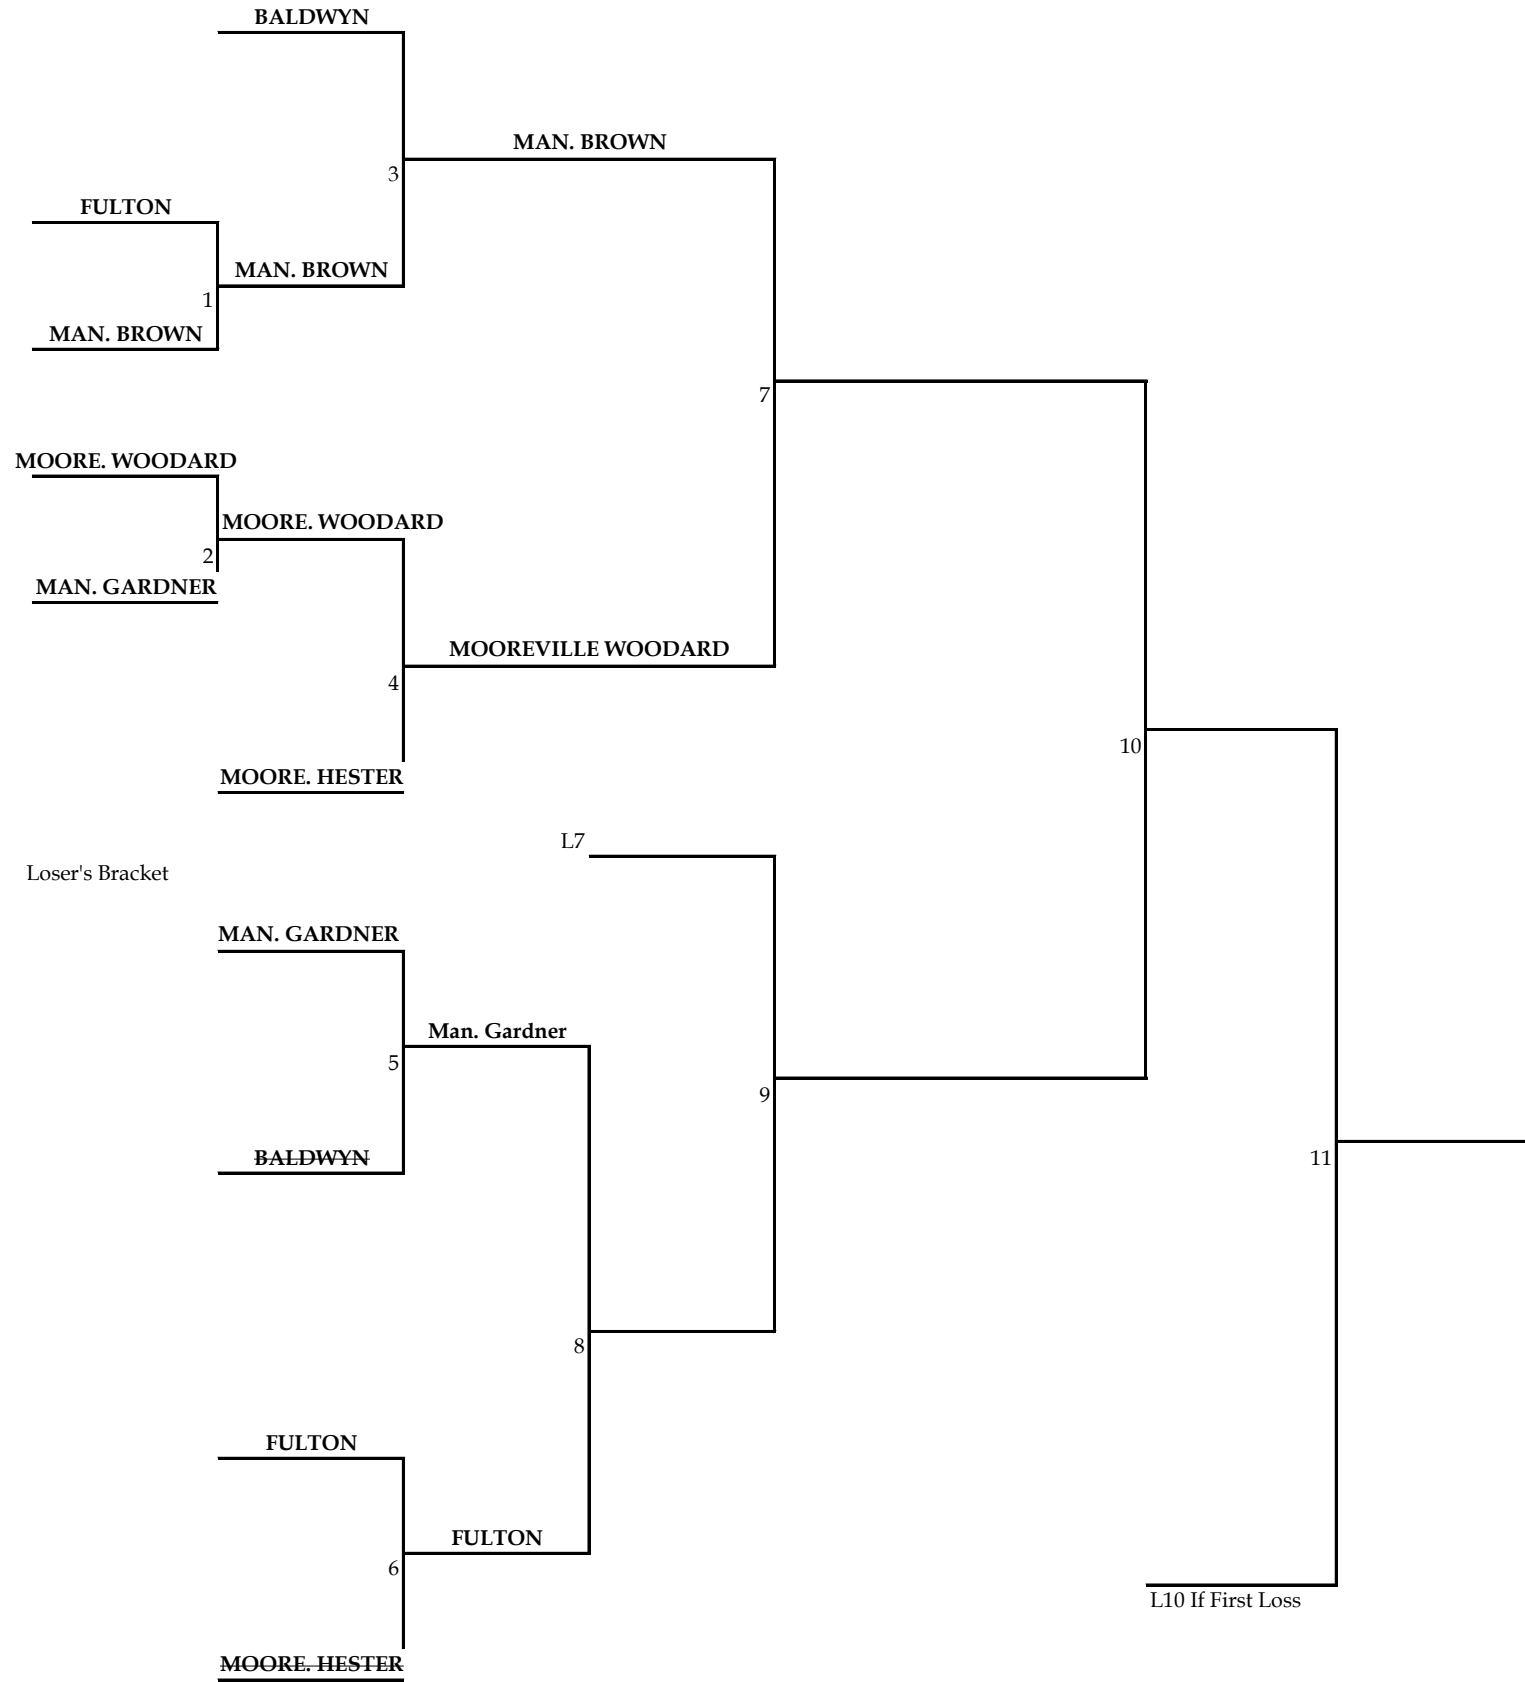 BALDWYN
MAN. BROWN
3
FULTON
MAN. BROWN
1
MAN. BROWN
7
MOORE. WOODARD
MOORE. WOODARD
2
MAN. GARDNER
MOOREVILLE WOODARD
4
10
MOORE. HESTER
L7
Loser's Bracket
MAN. GARDNER
Man. Gardner
5
9
BALDWYN
11
8
FULTON
FULTON
6
L10 If First Loss
MOORE. HESTER